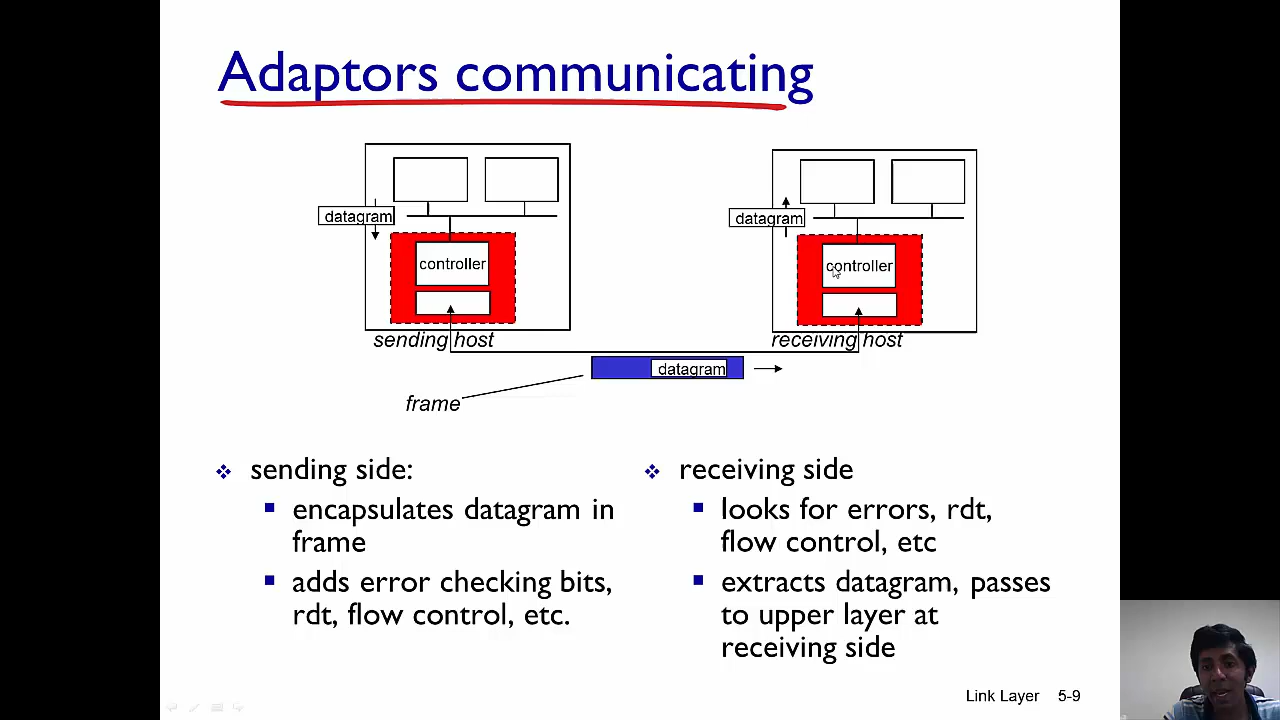 Adaptors communicating
datagram
controller
sending host
datagram
controller
receiving host
datagram
frame
sending side:
encapsulates datagram in
frame
adds error checking bits,
rdt, flow control, etc.
receiving side
looks for errors, rdt,
flow control, etc
extracts datagram, passes
to upper layer at
receiving side
Link Layer 5-9